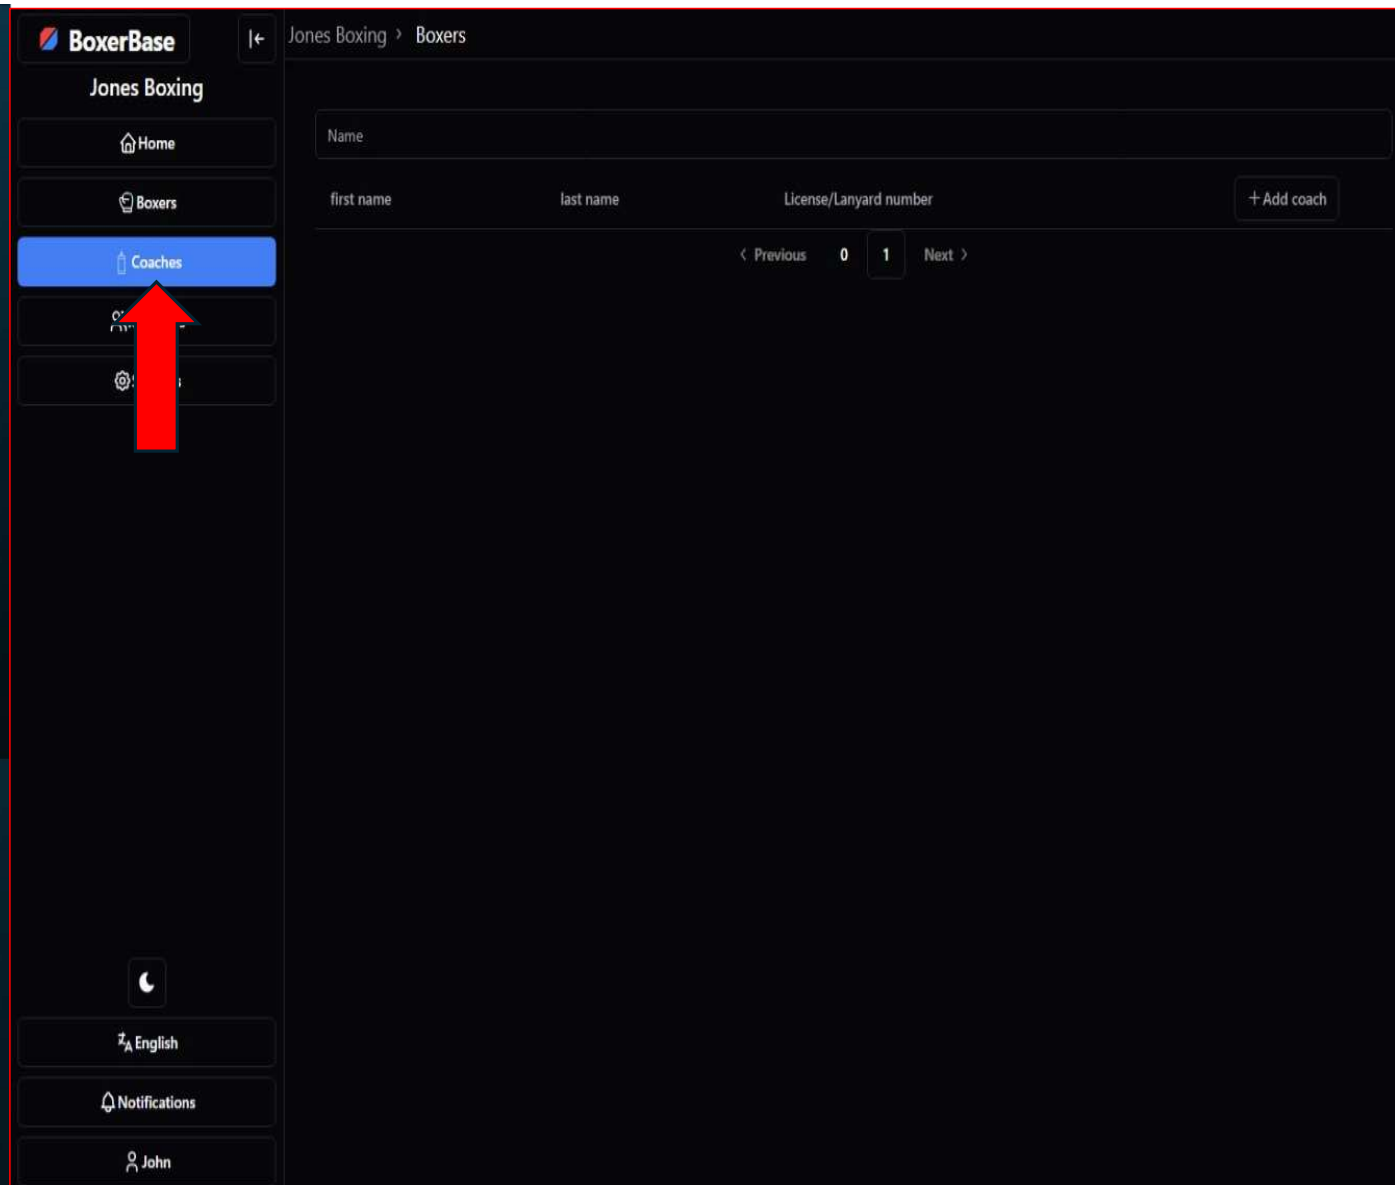 BoxerBase
Jones Boxing
Home
Boxers
Coaches
English
Notifications
John
Jones Boxing > Boxers
Name
first name last name License/Lanyard number + Add coach
< Previous 0 1 Next >